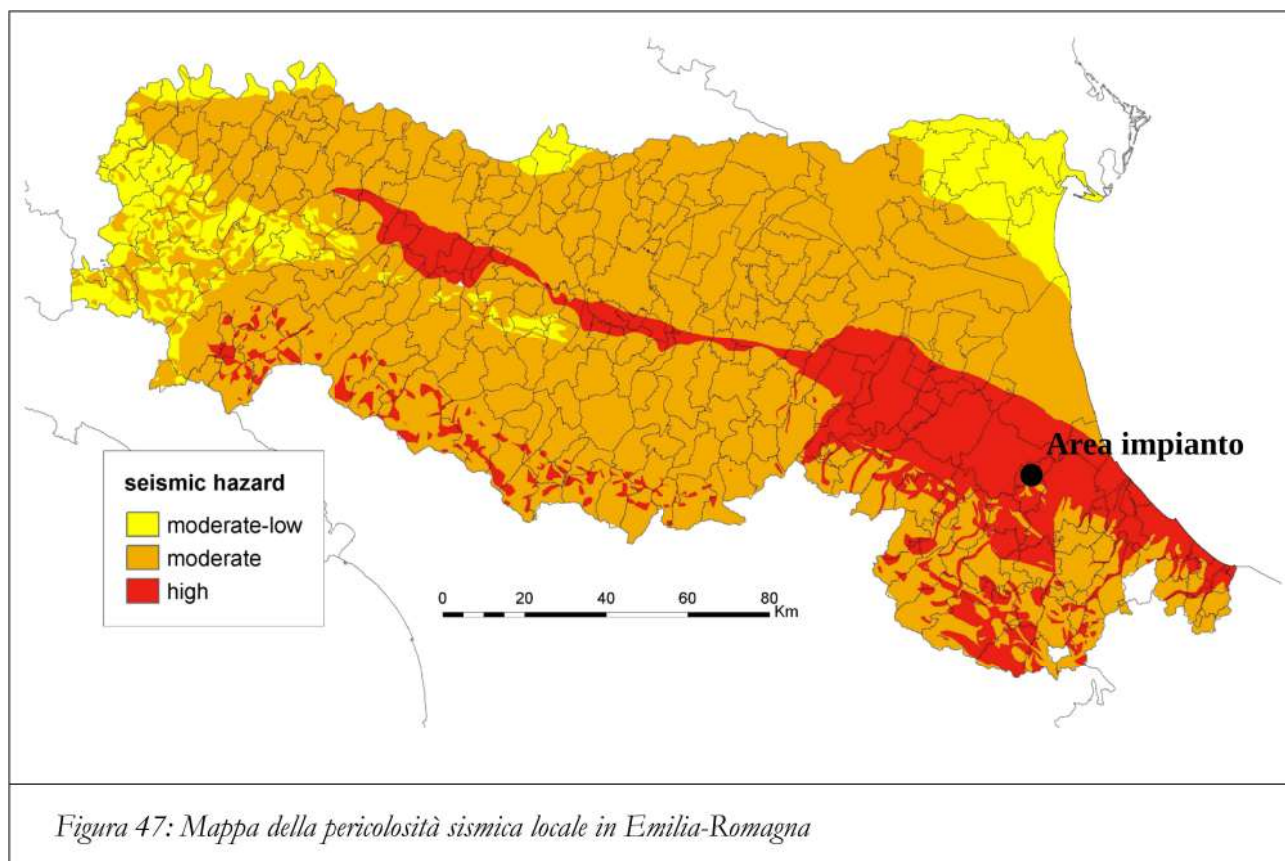 Area impianto
seismic hazard
moderate-low
moderate
high
0 20 40 60 80
Km
Figura 47: Mappa della pericolosità sismica locale in Emilia-Romagna